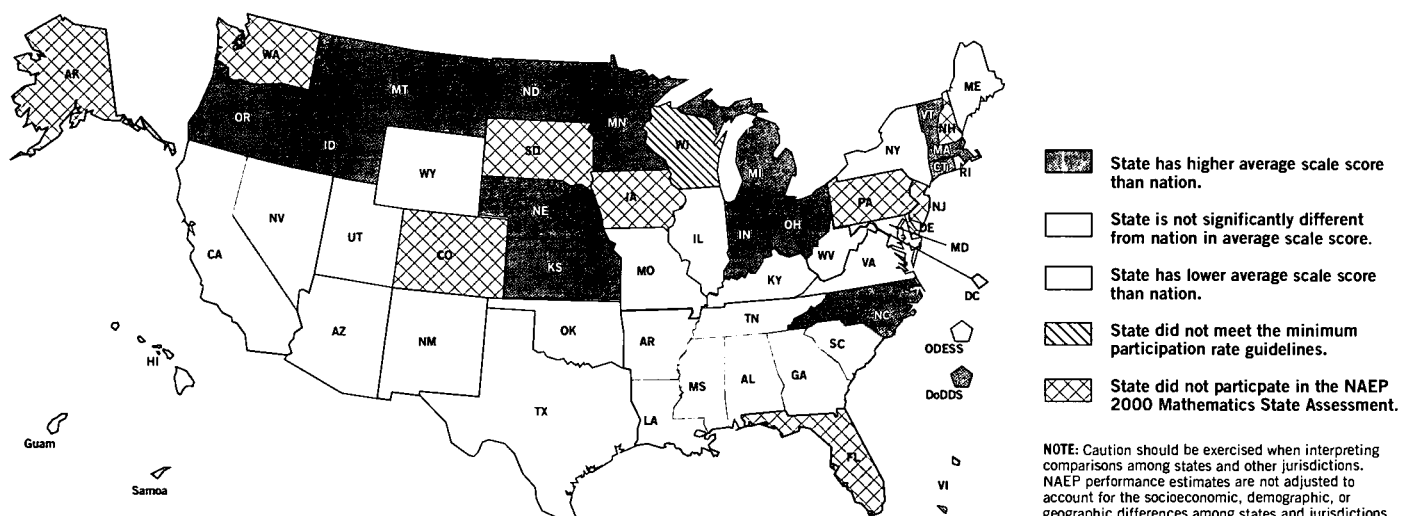 WA
AR
MT
ND
OR
MN
ID
SD
WI
WY
MI
IA
NE
NV
UT
CO
CA
KS
IL
IN
OH
MO
WV
VA
KY
PA
NJ
DE
MD
NY
VT
NH
MA
CT
RI
ME
DC
NC
TN
SC
AZ
NM
OK
AR
MS
AL
GA
TX
LA
FL
HI
Guam
Samoa
ODESS
DoDDS
VI
State has higher average scale score
than nation.
State is not significantly different
from nation in average scale score.
State has lower average scale score
than nation.
State did not meet the minimum
participation rate guidelines.
State did not particpate in the NAEP
2000 Mathematics State Assessment.
NOTE: Caution should be exercised when interpreting
comparisons among states and other jurisdictions.
NAEP performance estimates are not adjusted to
account for the socioeconomic, demographic, or
geographic differences among states and jurisdictions